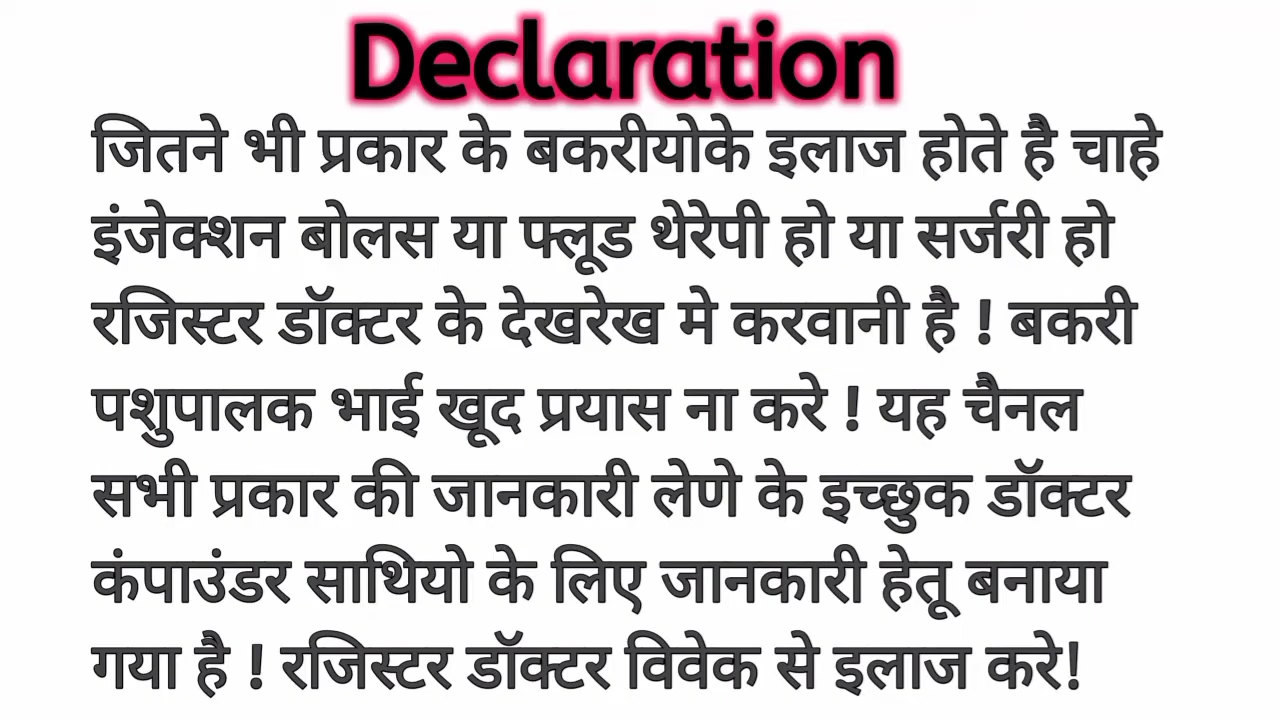 Declaration
जितने भी प्रकार के बकरीयोके इलाज होते है चाहे
इंजेक्शन बोलस या फ्लूड थेरेपी हो या सर्जरी हो
रजिस्टर डॉक्टर के देखरेख मे करवानी है ! बकरी
पशुपालक भाई खूद प्रयास ना करे ! यह चैनल
सभी प्रकार की जानकारी लेणे के इच्छुक डॉक्टर
कंपाउंडर साथियो के लिए जानकारी हेतू बनाया
गया है ! रजिस्टर डॉक्टर विवेक से इलाज करे!